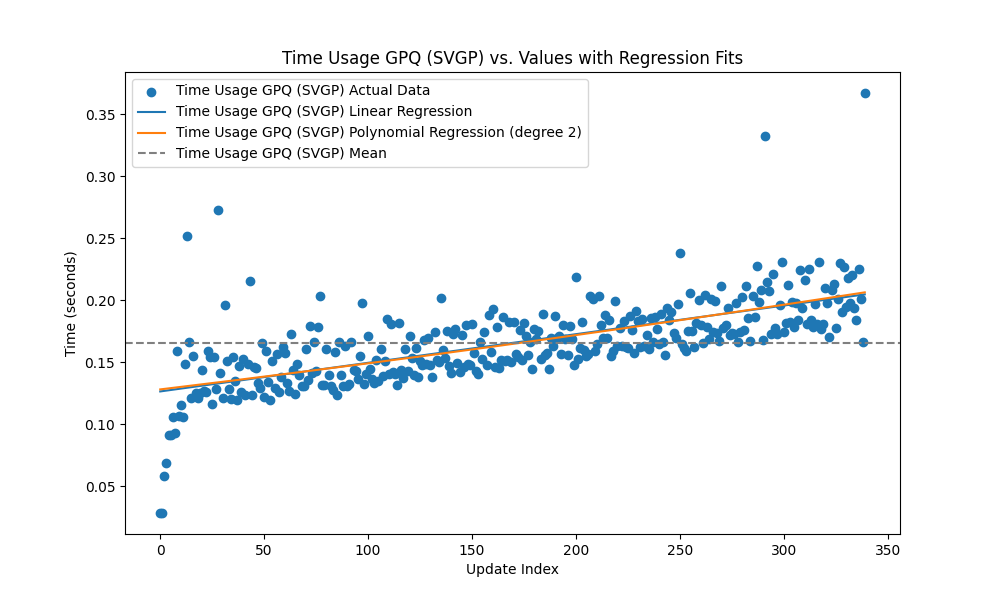 Time Usage GPQ (SVGP) vs. Values with Regression Fits
Time Usage GPQ (SVGP) Actual Data
Time Usage GPQ (SVGP) Linear Regression
Time Usage GPQ (SVGP) Polynomial Regression (degree 2)
Time Usage GPQ (SVGP) Mean
Time (seconds)
0.35
0.30
0.25
0.20
0.15
0.10
0.05
0 50 100 150 200 250 300 350
Update Index